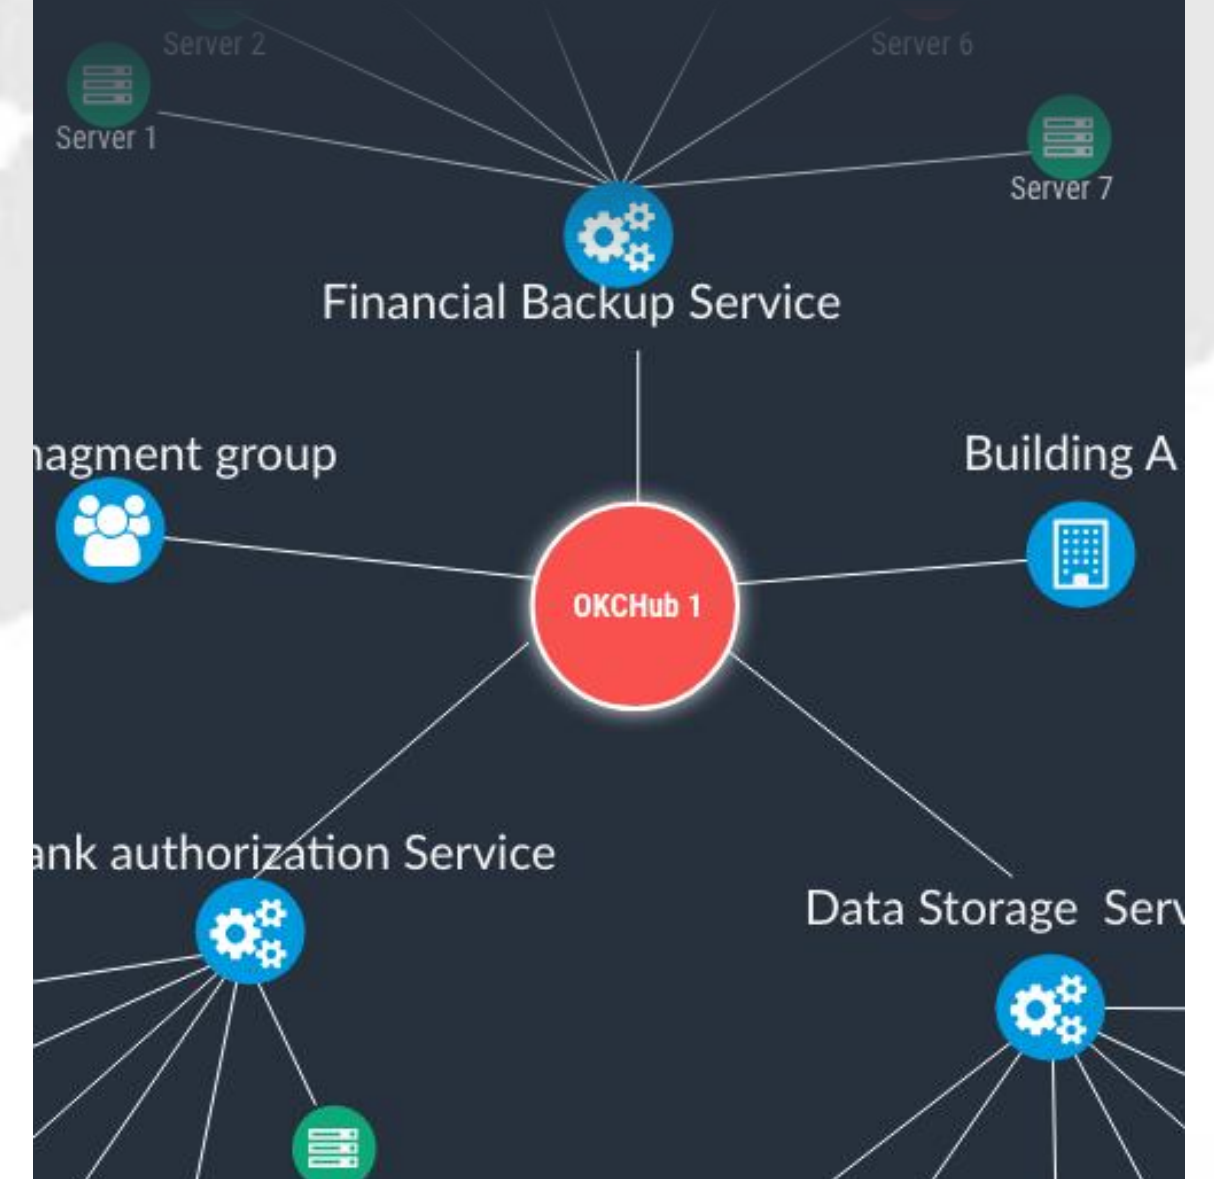 Server 2
Server 6
Server 1
Server 7
Financial Backup Service
nagment group
Building A
OKCHub 1
ank authorization Service
Data Storage Serv